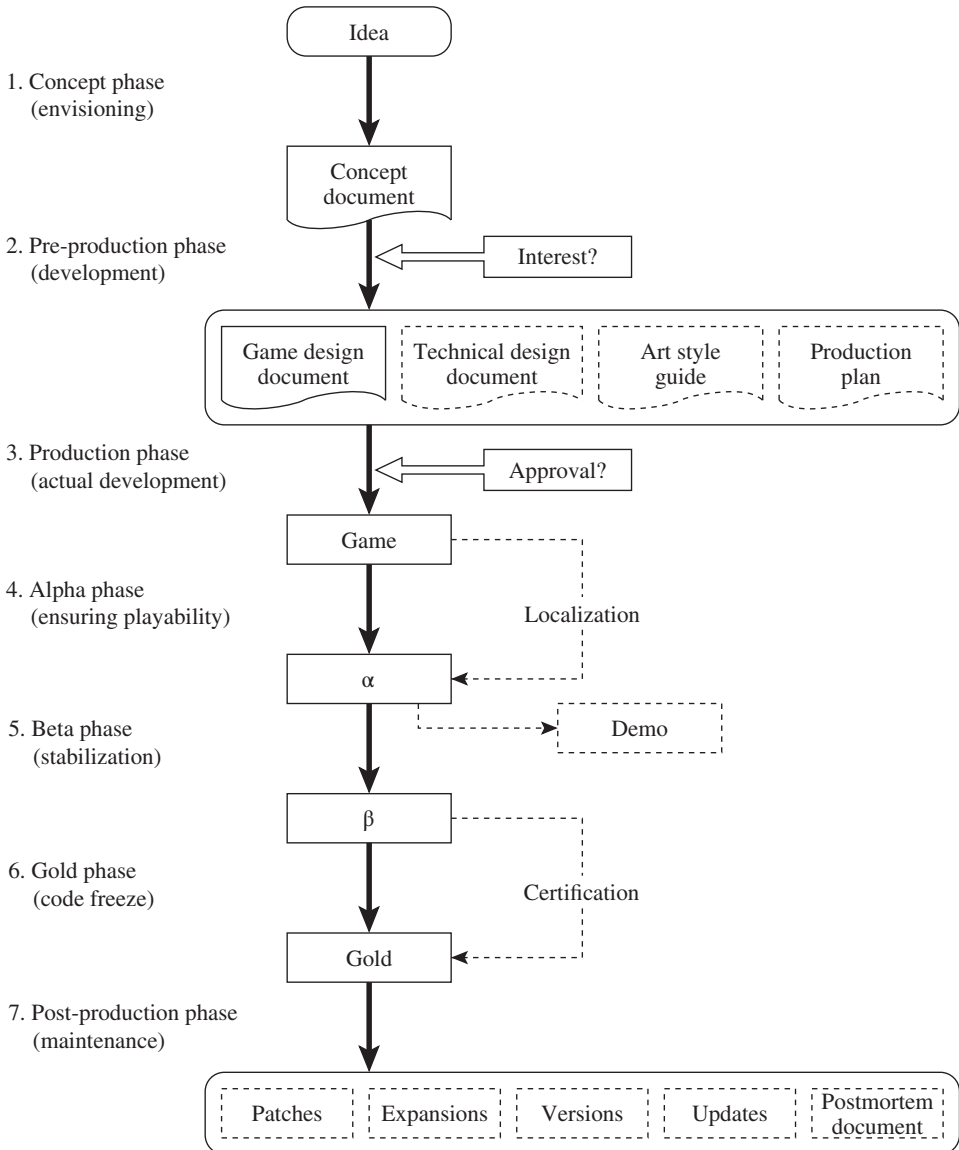 Idea
1. Concept phase
(envisioning)
Concept
document
2. Pre-production phase
(development)
Interest?
Game design
document
Technical design
document
Art style
guide
Production
plan
3. Production phase
(actual development)
Approval?
Game
4. Alpha phase
(ensuring playability)
Localization
α
5. Beta phase
(stabilization)
Demo
β
6. Gold phase
(code freeze)
Certification
Gold
7. Post-production phase
(maintenance)
Patches
Expansions
Versions
Updates
Postmortem
document